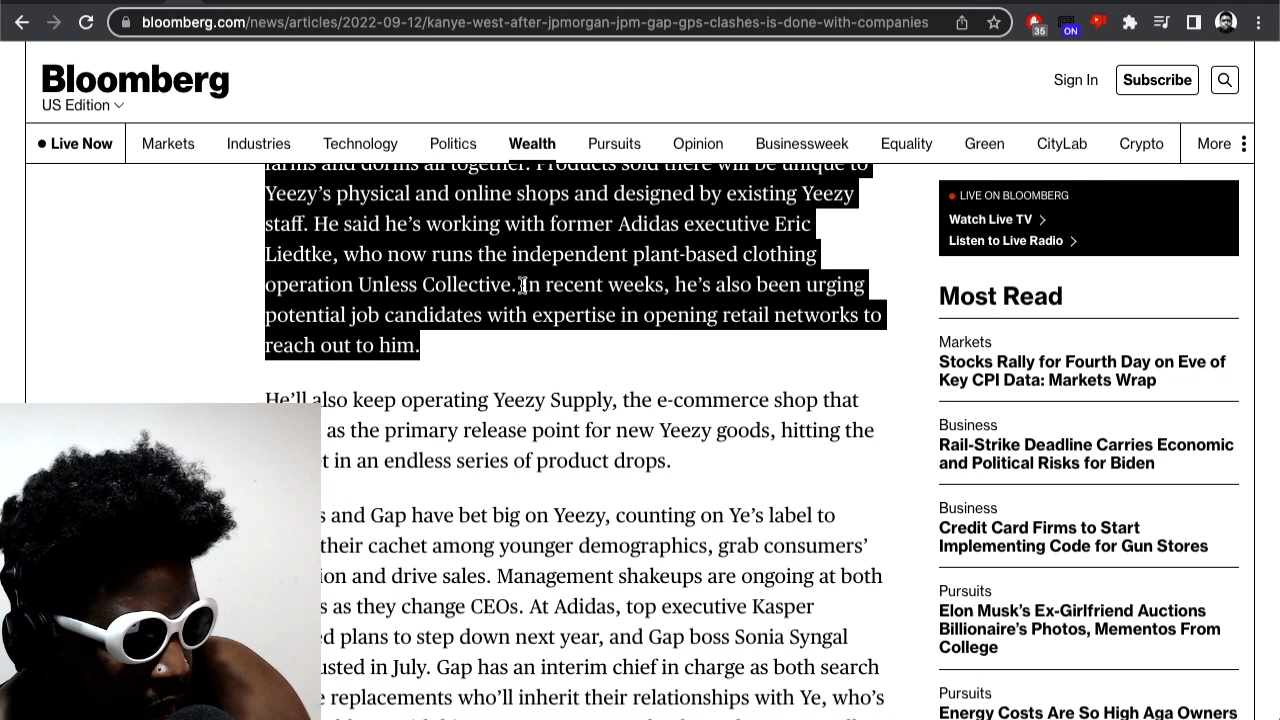 bloomberg.com/news/articles/2022-09-12/kanye-west-after-jpmorgan-jpm-gap-gps-clashes-is-done-with-companies
35
ON
Bloomberg
US Edition
Sign In
Subscribe
Live Now
Markets
Industries
Technology
Politics
Wealth
Pursuits
Opinion
Businessweek
Equality
Green
CityLab
Crypto
More
farms and dorms all together. Products sold there will be unique to
Yeezy’s physical and online shops and designed by existing Yeezy
staff. He said he’s working with former Adidas executive Eric
Liedtke, who now runs the independent plant-based clothing
operation Unless Collective. In recent weeks, he’s also been urging
potential job candidates with expertise in opening retail networks to
reach out to him.
He’ll also keep operating Yeezy Supply, the e-commerce shop that
as the primary release point for new Yeezy goods, hitting the
in an endless series of product drops.
and Gap have bet big on Yeezy, counting on Ye’s label to
their cachet among younger demographics, grab consumers’
and drive sales. Management shakeups are ongoing at both
as they change CEOs. At Adidas, top executive Kasper
plans to step down next year, and Gap boss Sonia Syngal
in July. Gap has an interim chief in charge as both search
replacements who’ll inherit their relationships with Ye, who’s
LIVE ON BLOOMBERG
Watch Live TV
Listen to Live Radio
Most Read
Markets
Stocks Rally for Fourth Day on Eve of
Key CPI Data: Markets Wrap
Business
Rail-Strike Deadline Carries Economic
and Political Risks for Biden
Business
Credit Card Firms to Start
Implementing Code for Gun Stores
Pursuits
Elon Musk’s Ex-Girlfriend Auctions
Billionaire’s Photos, Mementos From
College
Pursuits
Energy Costs Are So High Aga Owners